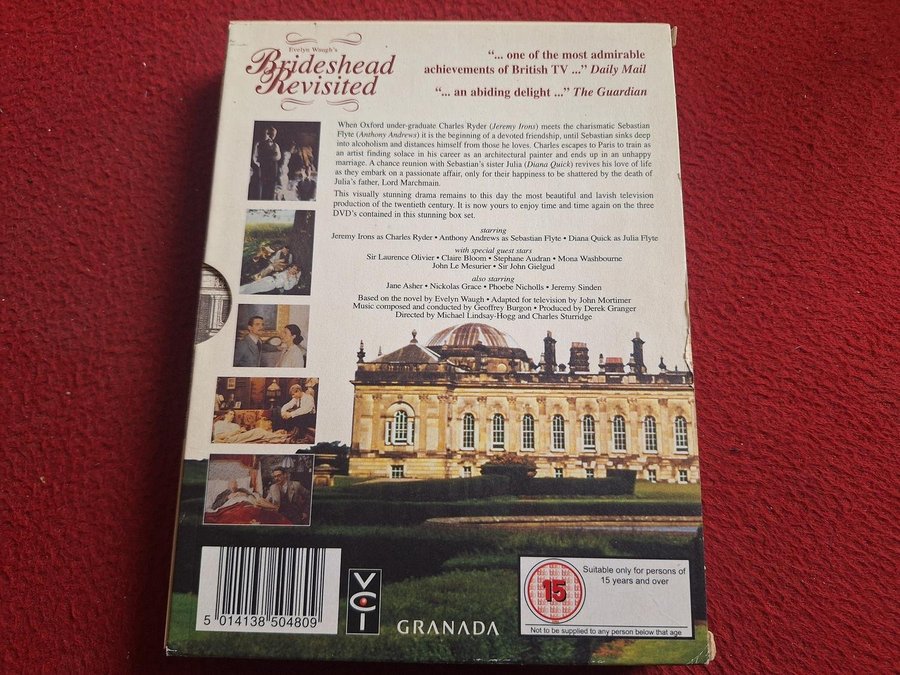 Evelyn Waugh's
Brideshead
Revisited
"... one of the most admirable
achievements of British TV ..." Daily Mail
"... an abiding delight ..." The Guardian
When Oxford under-graduate Charles Ryder (Jeremy Irons) meets the charismatic Sebastian
Flyte (Anthony Andrews) it is the beginning of a devoted friendship, until Sebastian sinks deep
into alcoholism and distances himself from those he loves. Charles escapes to Paris to train as
an artist finding solace in his career as an architectural painter and ends up in an unhappy
marriage. A chance reunion with Sebastian's sister Julia (Diana Quick) revives his love of life
as they embark on a passionate affair, only for their happiness to be shattered by the death of
Julia's father, Lord Marchmain.
This visually stunning drama remains to this day the most beautiful and lavish television
production of the twentieth century. It is now yours to enjoy time and time again on the three
DVD's contained in this stunning box set.
starring
Jeremy Irons as Charles Ryder • Anthony Andrews as Sebastian Flyte • Diana Quick as Julia Flyte
with special guest stars
Sir Laurence Olivier • Claire Bloom • Stephane Audran • Mona Washbourne
John Le Mesurier • Sir John Gielgud
also starring
Jane Asher • Nickolas Grace • Phoebe Nicholls • Jeremy Sinden
Based on the novel by Evelyn Waugh • Adapted for television by John Mortimer
Music composed and conducted by Geoffrey Burgon • Produced by Derek Granger
Directed by Michael Lindsay-Hogg and Charles Sturridge
5 014138 504809
VCI
GRANADA
15
Suitable only for persons of
15 years and over
Not to be supplied to any person below that age